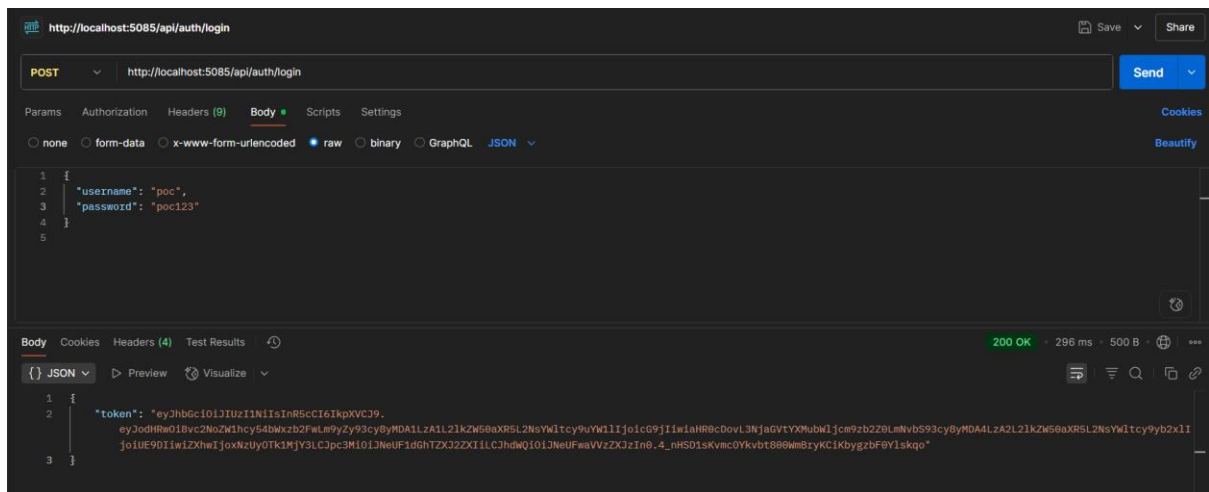 HTTP http://localhost:5085/api/auth/login
Save
Share
POST
http://localhost:5085/api/auth/login
Send
Params Authorization Headers (9) Body Scripts Settings
Cookies
none form-data x-www-form-urlencoded raw binary GraphQL JSON
Beautify
1 {
2 "username": "poc",
3 "password": "poc123"
4 }
5
Body Cookies Headers (4) Test Results
200 OK 296 ms 500 B
{} JSON Preview Visualize
1 {
2 "token": "eyJhbGciOiJIUzI1NiIsInR5cCI6IkpXVCJ9.
3 }